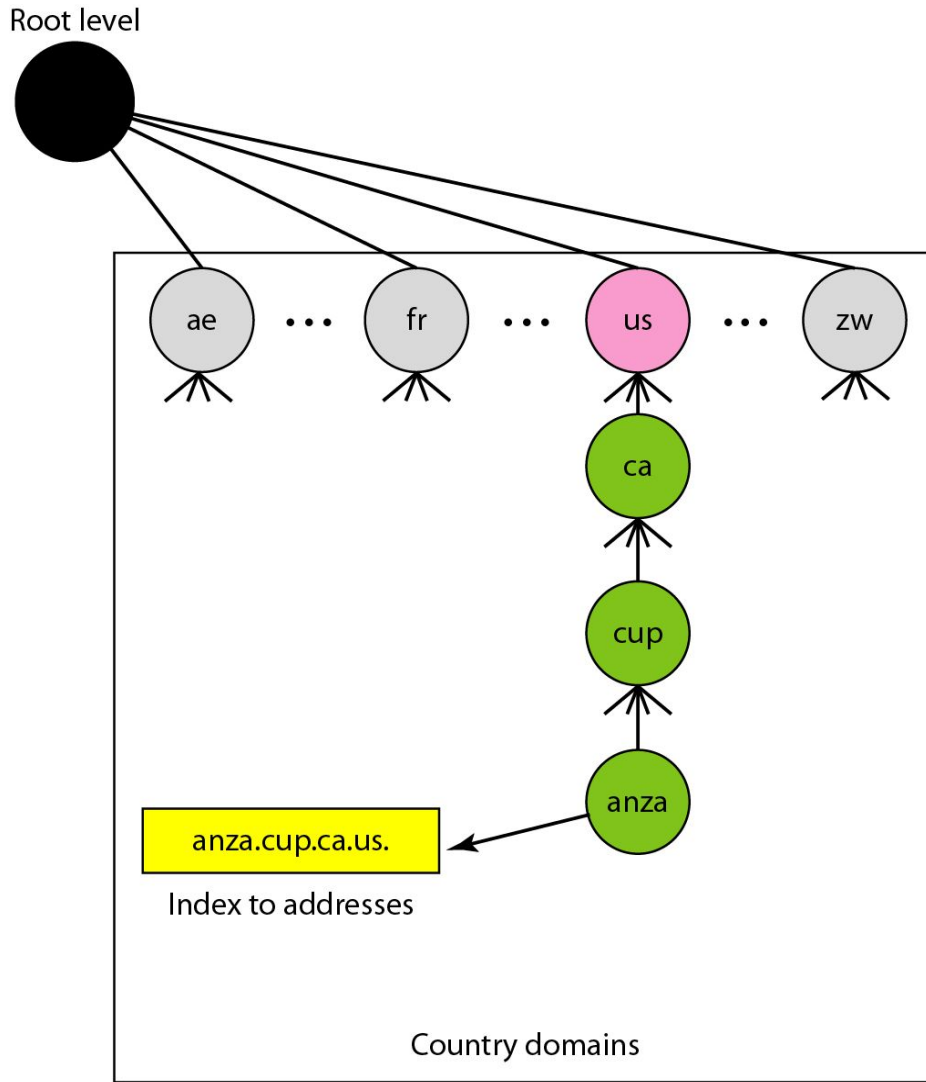 Root level
ae ••• fr ••• us ••• zw
ca
cup
anza
anza.cup.ca.us.
Index to addresses
Country domains